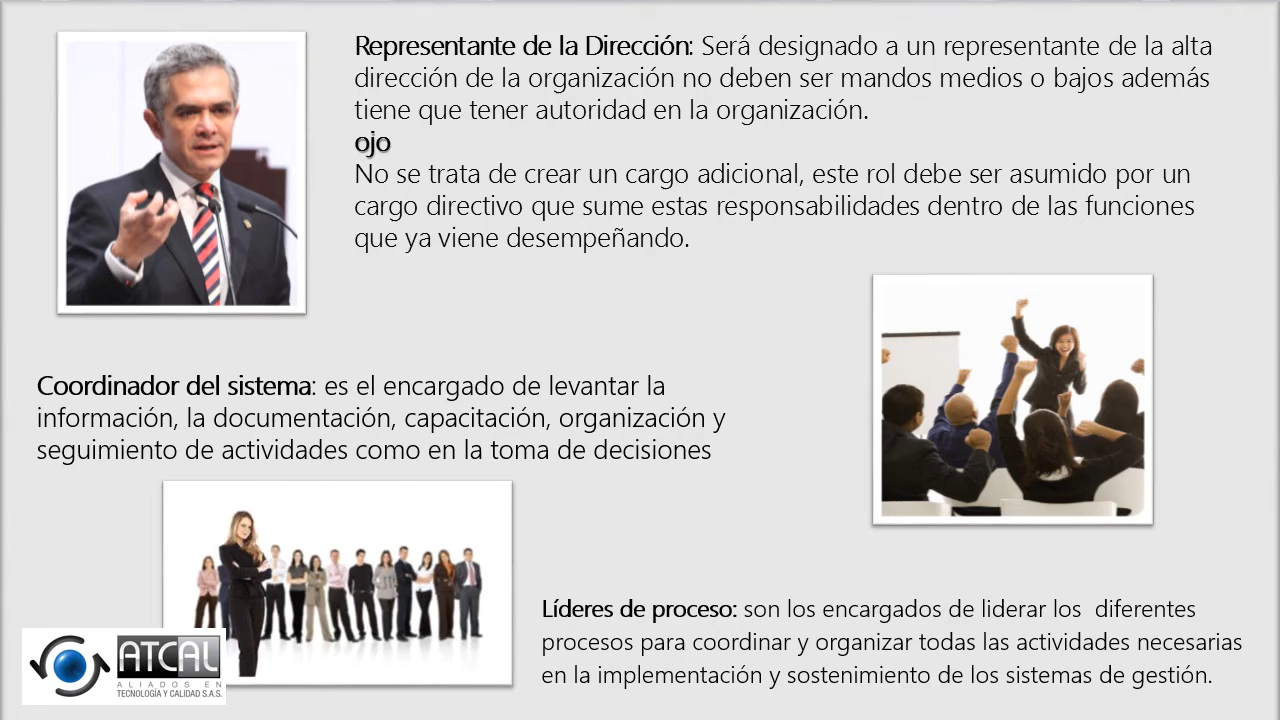 Representante de la Dirección: Será designado a un representante de la alta
dirección de la organización no deben ser mandos medios o bajos además
tiene que tener autoridad en la organización.
ojo
No se trata de crear un cargo adicional, este rol debe ser asumido por un
cargo directivo que sume estas responsabilidades dentro de las funciones
que ya viene desempeñando.
Coordinador del sistema: es el encargado de levantar la
información, la documentación, capacitación, organización y
seguimiento de actividades como en la toma de decisiones
Líderes de proceso: son los encargados de liderar los diferentes
procesos para coordinar y organizar todas las actividades necesarias
en la implementación y sostenimiento de los sistemas de gestión.
ATCAL
ALIADOS EN
TECNOLOGÍA Y CALIDAD S.A.S.